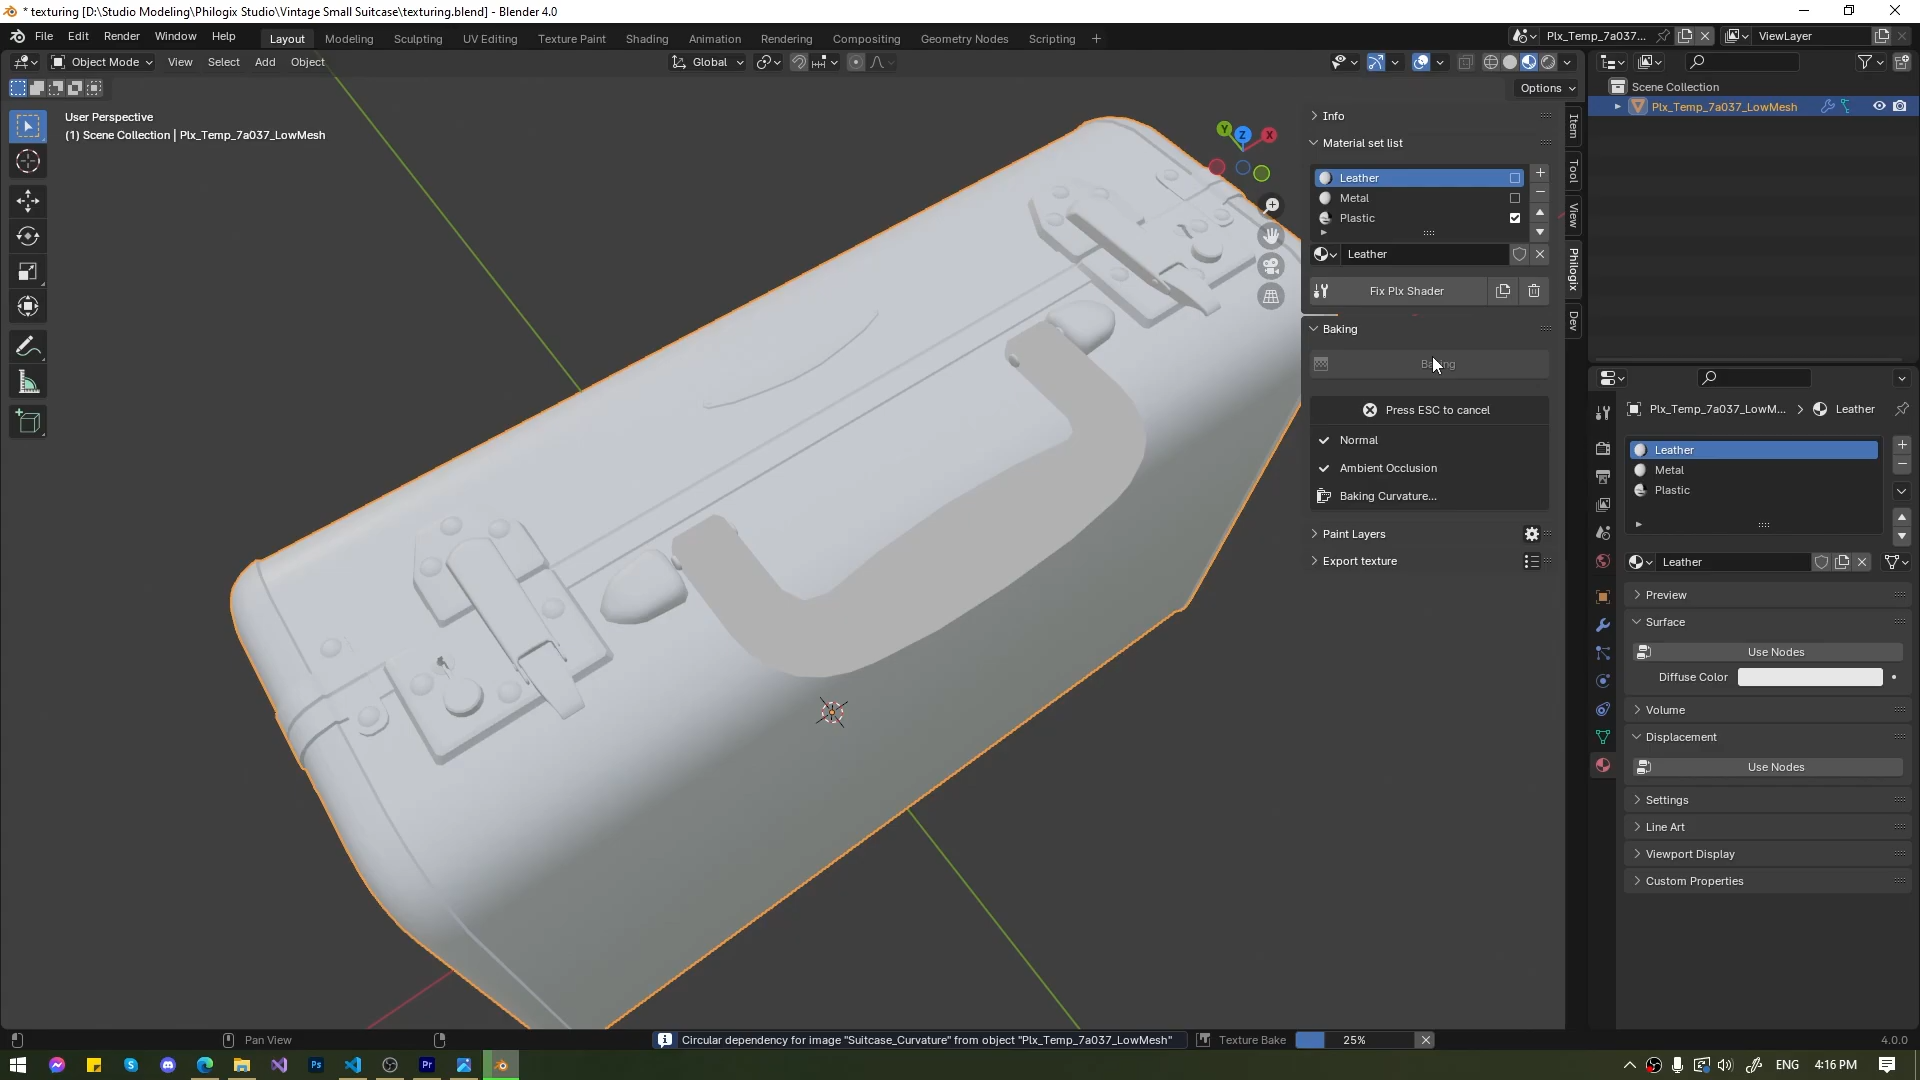 * texturing [D:\Studio Modeling\Philogix Studio\Vintage Small Suitcase\texturing.blend] - Blender 4.0
File Edit Render Window Help Layout Modeling Sculpting UV Editing Texture Paint Shading Animation Rendering Compositing Geometry Nodes Scripting Plx_Temp_7a037... ViewLayer
Object Mode View Select Add Object Global
Options
Scene Collection
Plx_Temp_7a037_LowMesh
User Perspective
(1) Scene Collection | Plx_Temp_7a037_LowMesh
Y Z X
Info
Material set list
Leather
Metal
Plastic
Leather
Fix Plx Shader
Baking
Press ESC to cancel
Normal
Ambient Occlusion
Baking Curvature...
Paint Layers
Export texture
Item
Tool
View
Philogix
Dev
Plx_Temp_7a037_LowM... Leather
Leather
Metal
Plastic
Leather
Preview
Surface
Use Nodes
Diffuse Color
Volume
Displacement
Use Nodes
Settings
Line Art
Viewport Display
Custom Properties
Pan View Circular dependency for image "Suitcase_Curvature" from object "Plx_Temp_7a037_LowMesh" Texture Bake 25% 4.0.0
ENG 4:16 PM